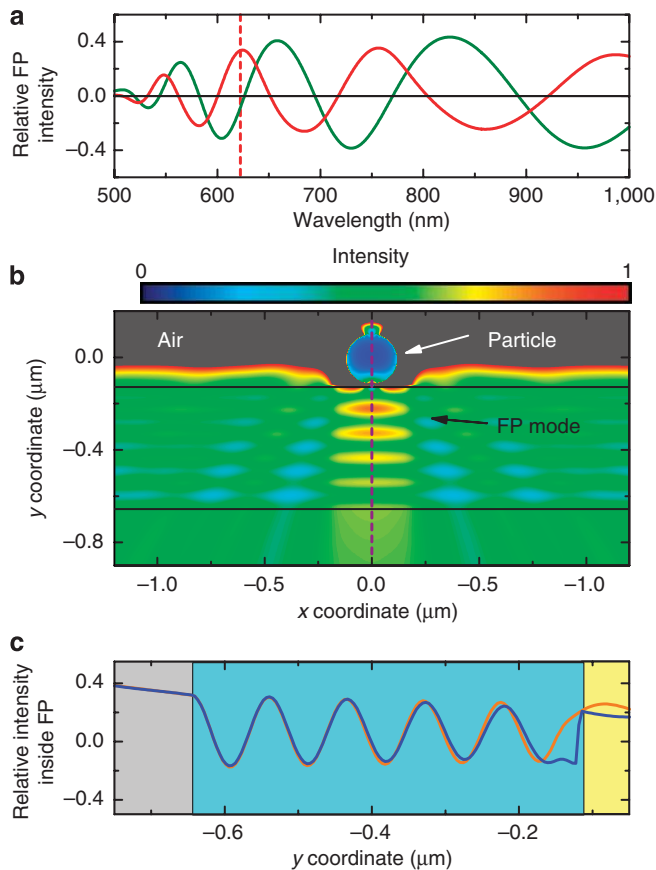 a
Relative FP
intensity
0.4
0.0
−0.4
500
600
700
800
900
1,000
Wavelength (nm)
Intensity
b
0
1
Air
Particle
FP mode
y coordinate (μm)
0.0
−0.4
−0.8
−1.0
−0.5
0.0
−0.5
−1.0
x coordinate (μm)
c
Relative intensity
inside FP
0.4
0.0
−0.4
−0.6
−0.4
−0.2
y coordinate (μm)